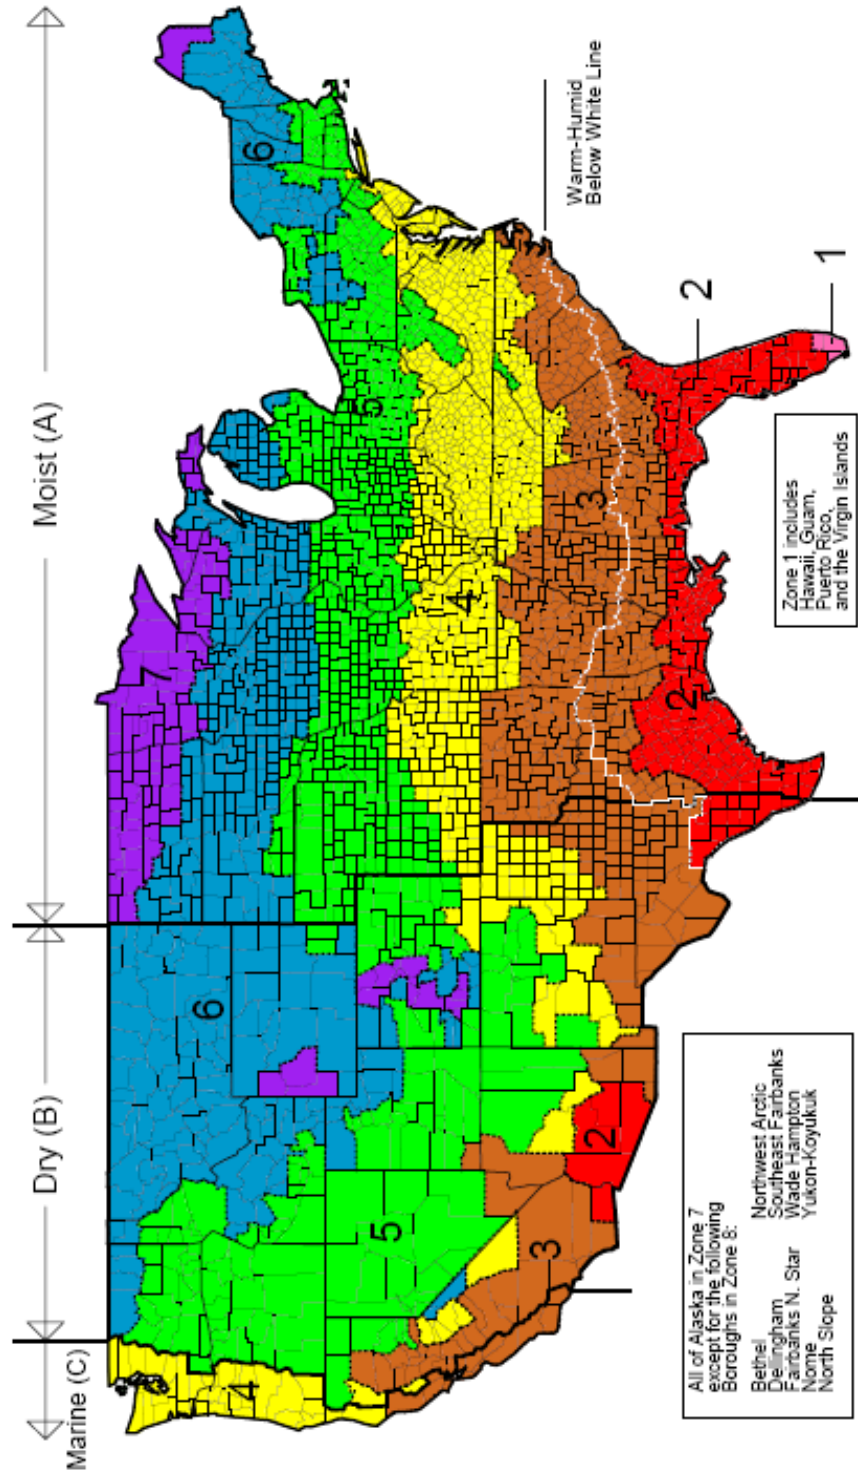 Marine (C)
Dry (B)
Moist (A)
7
6
6
6
5
5
4
4
3
3
2
2
2
1
Warm-Humid
Below White Line
All of Alaska in Zone 7
except for the following
Boroughs in Zone 8:
Bethel Northwest Arctic
Dellingham Southeast Fairbanks
Fairbanks N. Star Wade Hampton
Nome Yukon-Koyukuk
North Slope
Zone 1 includes
Hawaii, Guam,
Puerto Rico,
and the Virgin Islands